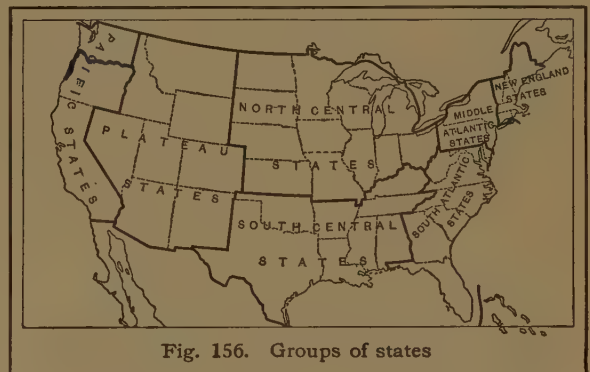 PACIFIC STATES
PLATEAU
STATES
NORTH CENTRAL
STATES
SOUTH CENTRAL
STATES
NEW ENGLAND
STATES
MIDDLE
ATLANTIC
STATES
SOUTH ATLANTIC
STATES
Fig. 156. Groups of states